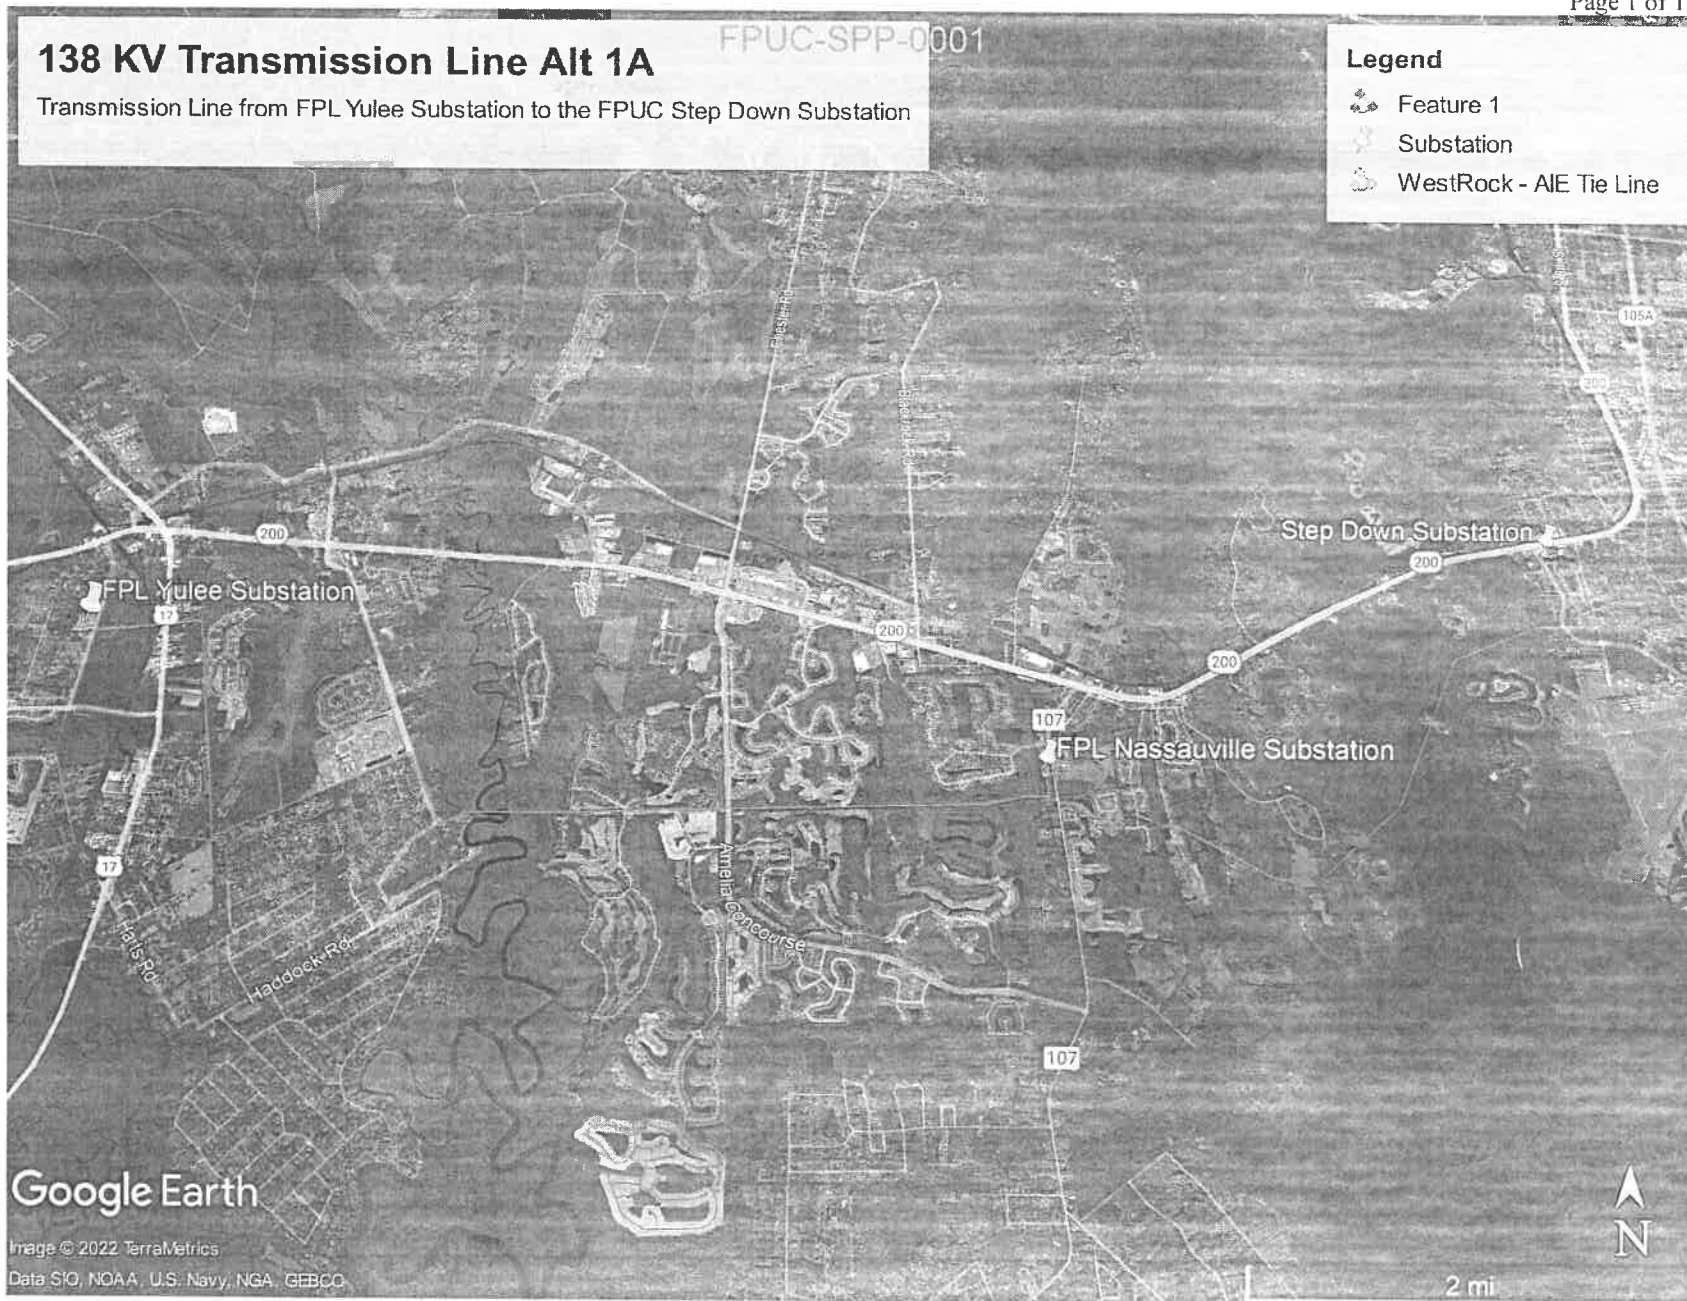 Page 1 of 1
FPUC-SPP-0001
138 KV Transmission Line Alt 1A
Transmission Line from FPL Yulee Substation to the FPUC Step Down Substation
Legend
Feature 1
Substation
WestRock - AIE Tie Line
Chester Rd
105A
200
200
Step Down Substation
200
FPL Yulee Substation
17
200
200
107
FPL Nassauville Substation
17
Amelia Concourse
Harts Rd
Haddock Rd
107
Google Earth
Image © 2022 TerraMetrics
Data SIO, NOAA, U.S. Navy, NGA, GEBCO
N
2 mi